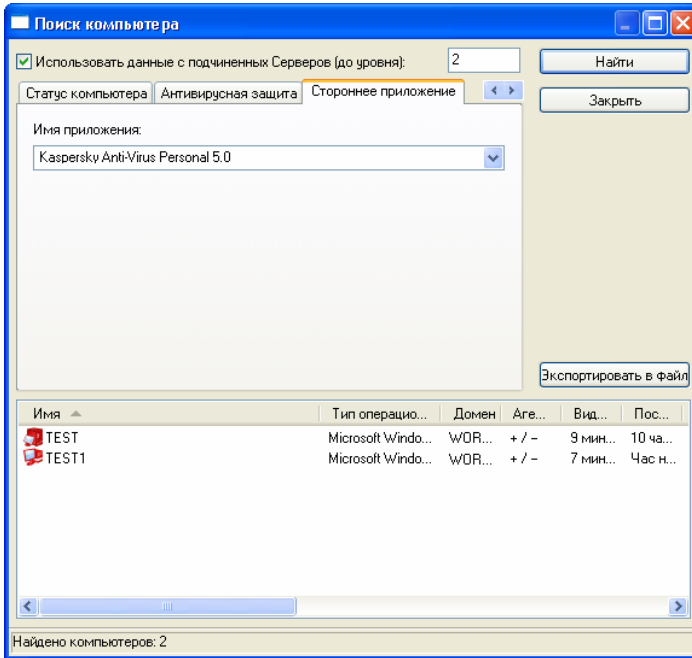 Поиск компьютера
Использовать данные с подчиненных Серверов (до уровня): 2
Найти
Статус компьютера Антивирусная защита Стороннее приложение
Закрыть
Имя приложения:
Kaspersky Anti-Virus Personal 5.0
Экспортировать в файл
Имя Тип операцио... Домен Аге... Вид... Пос...
TEST Microsoft Windo... WOR... + / - 9 мин... 10 ча...
TEST1 Microsoft Windo... WOR... + / - 7 мин... Час н...
Найдено компьютеров: 2